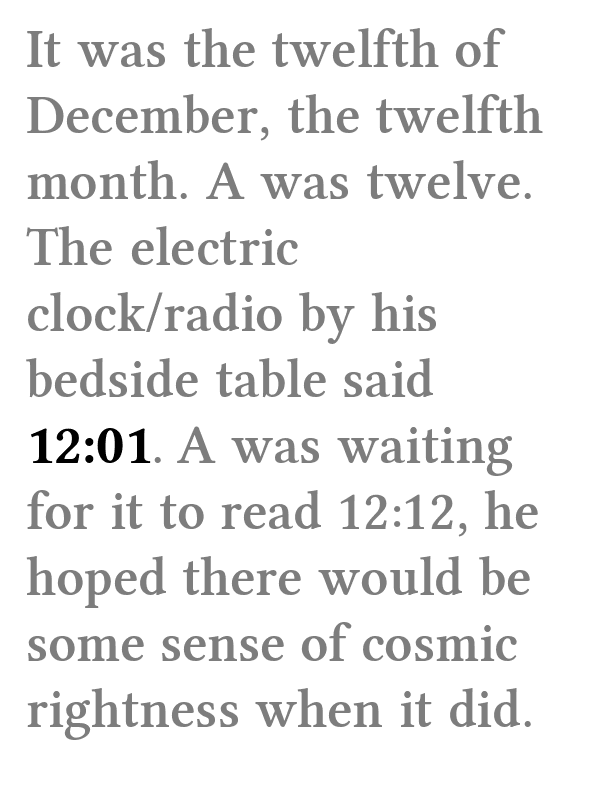 It was the twelfth of
December, the twelfth
month. A was twelve.
The electric
clock/radio by his
bedside table said
12:01. A was waiting
for it to read 12:12, he
hoped there would be
some sense of cosmic
rightness when it did.